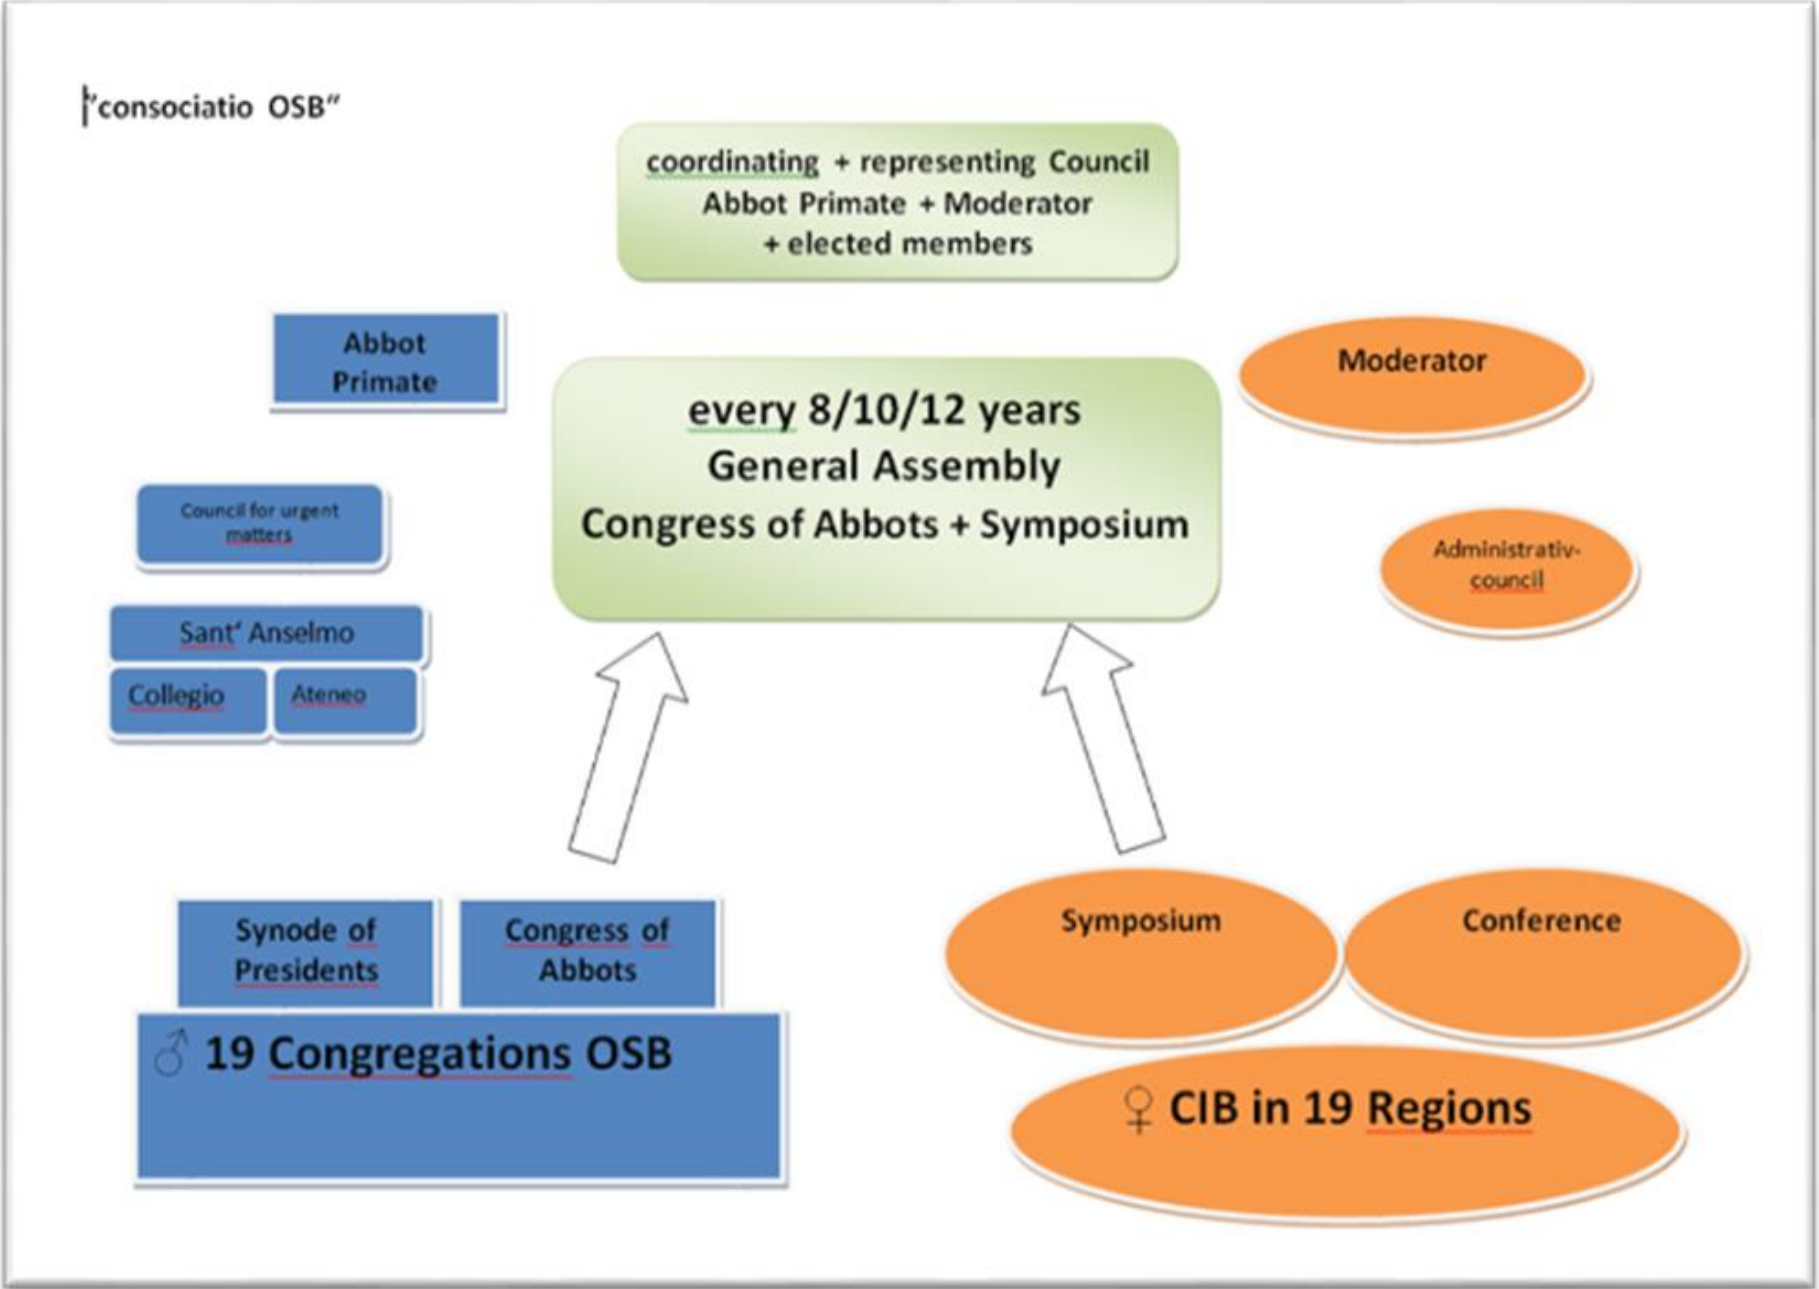 "consociatio OSB"
coordinating + representing Council
Abbot Primate + Moderator
+ elected members
Abbot
Primate
every 8/10/12 years
General Assembly
Congress of Abbots + Symposium
Moderator
Council for urgent
matters
Administrativ-
council
Sant' Anselmo
Collegio
Ateneo
Synode of
Presidents
Congress of
Abbots
♂ 19 Congregations OSB
Symposium
Conference
♀ CIB in 19 Regions